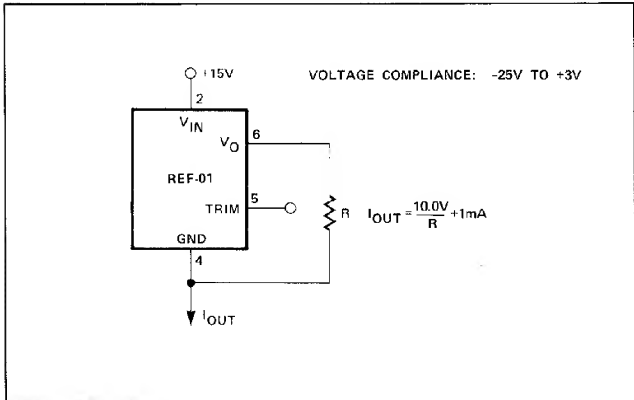 +15V
VOLTAGE COMPLIANCE: -25V TO +3V
2
VIN
VO
6
REF-01
TRIM
5
R
IOUT = 10.0V/R +1mA
GND
4
IOUT